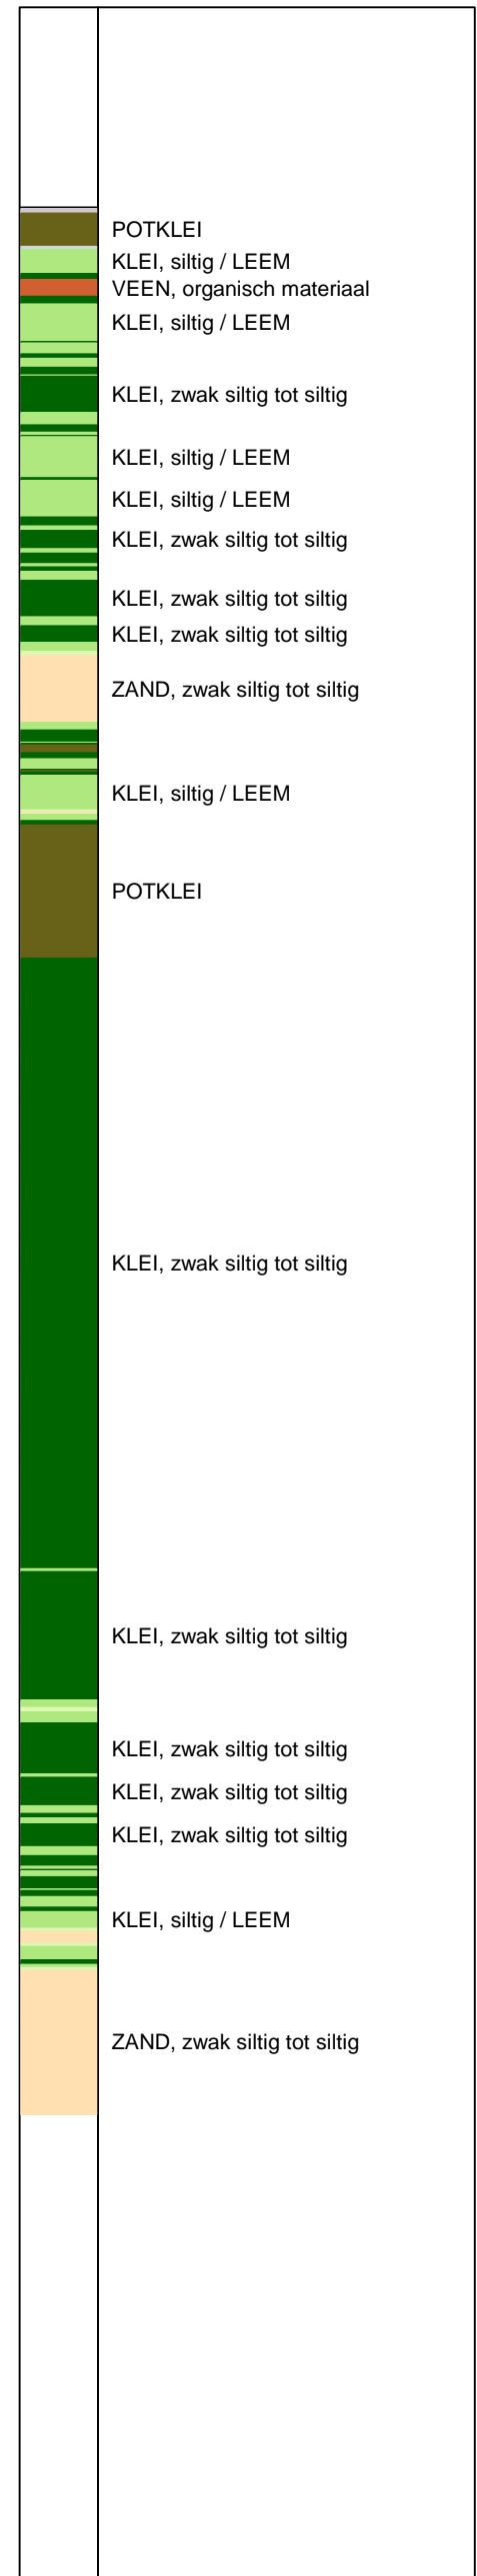 POTKLEI
KLEI, siltig / LEEM
VEEN, organisch materiaal
KLEI, siltig / LEEM
KLEI, zwak siltig tot siltig
KLEI, siltig / LEEM
KLEI, siltig / LEEM
KLEI, zwak siltig tot siltig
KLEI, zwak siltig tot siltig
KLEI, zwak siltig tot siltig
ZAND, zwak siltig tot siltig
KLEI, siltig / LEEM
POTKLEI
KLEI, zwak siltig tot siltig
KLEI, zwak siltig tot siltig
KLEI, zwak siltig tot siltig
KLEI, zwak siltig tot siltig
KLEI, zwak siltig tot siltig
KLEI, siltig / LEEM
ZAND, zwak siltig tot siltig